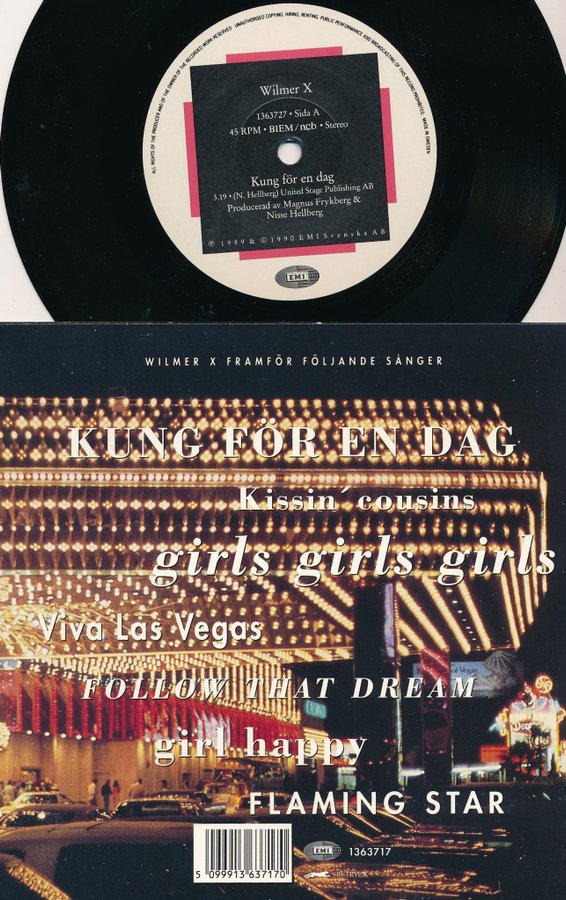 ALL RIGHTS OF THE PRODUCER AND OF THE OWNER OF THE RECORDED WORK RESERVED UNAUTHORISED COPYING, HIRING, RENTING, PUBLIC PERFORMANCE AND BROADCASTING OF THIS RECORD PROHIBITED. MADE IN SWEDEN
Wilmer X
1363727 • Sida A
45 RPM • BIEM/ncb • Stereo
Kung för en dag
3.19 • (N. Hellberg) United Stage Publishing AB
Producerad av Magnus Frykberg &
Nisse Hellberg
℗ 1989 & © 1990 EMI Svenska AB
EMI
WILMER X FRAMFÖR FÖLJANDE SÅNGER
KUNG FÖR EN DAG
Kissin´cousins
girls girls girls
Viva Las Vegas
FOLLOW THAT DREAM
girl happy
FLAMING STAR
EMI 1363717
5 099913 637170